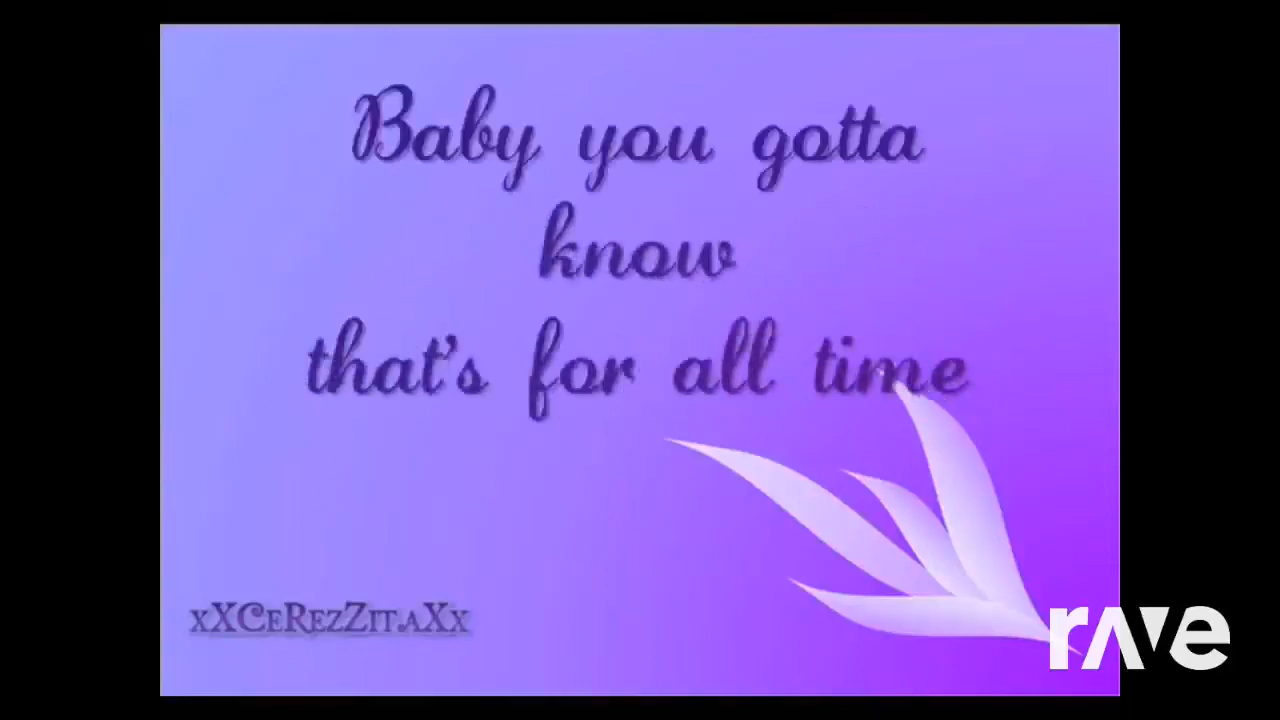 Baby you gotta
know
that's for all time
xXCeRezZitaXx
rave